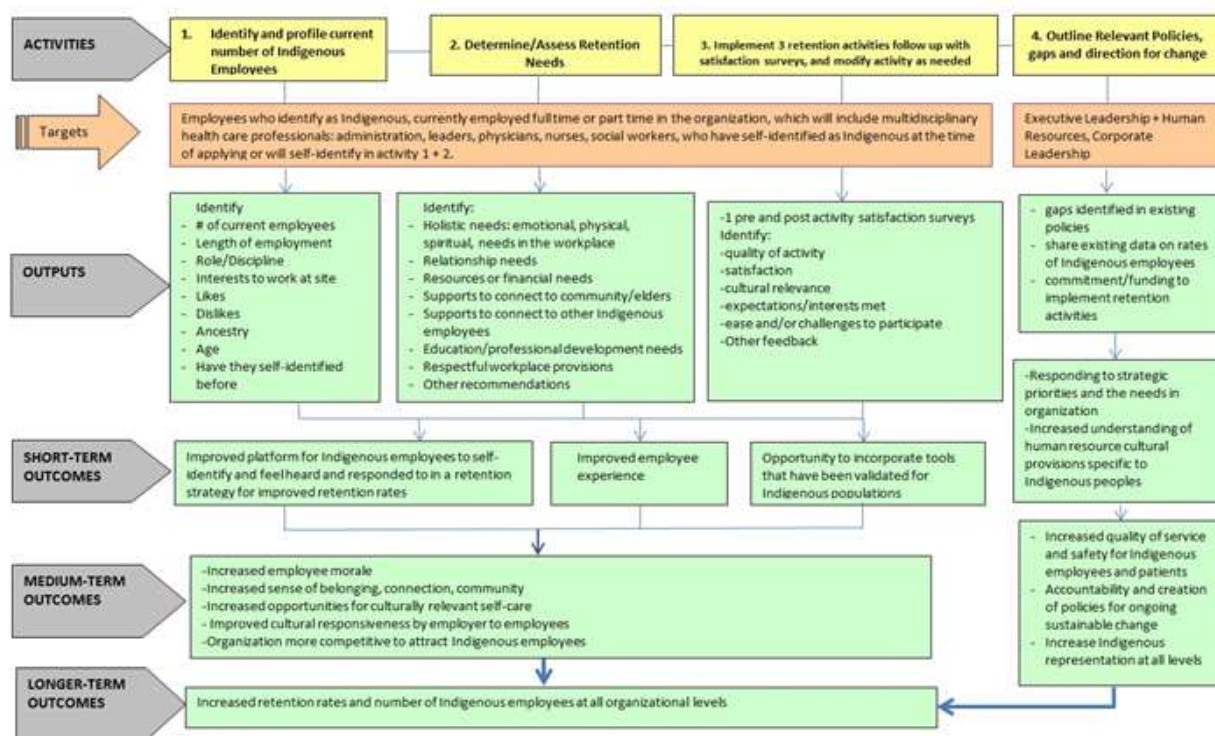 ACTIVITIES
1. Identify and profile current
number of Indigenous
Employees
2. Determine/Assess Retention
Needs
3. Implement 3 retention activities follow up with
satisfaction surveys, and modify activity as needed
4. Outline Relevant Policies,
gaps and direction for change
Targets
Employees who identify as Indigenous, currently employed full time or part time in the organization, which will include multidisciplinary
health care professionals: administration, leaders, physicians, nurses, social workers, who have self-identified as Indigenous at the time
of applying or will self-identify in activity 1 + 2.
Executive Leadership + Human
Resources, Corporate
Leadership
OUTPUTS
Identify
- # of current employees
- Length of employment
- Role/Discipline
- Interests to work at site
- Likes
- Dislikes
- Ancestry
- Age
- Have they self-identified
before
Identify:
- Holistic needs: emotional, physical,
spiritual, needs in the workplace
- Relationship needs
- Resources or financial needs
- Supports to connect to community/elders
- Supports to connect to other Indigenous
employees
- Education/professional development needs
- Respectful workplace provisions
- Other recommendations
-1 pre and post activity satisfaction surveys
Identify:
-quality of activity
-satisfaction
-cultural relevance
-expectations/interests met
-ease and/or challenges to participate
-Other feedback
- gaps identified in existing
policies
- share existing data on rates
of Indigenous employees
- commitment/funding to
implement retention
activities
SHORT-TERM
OUTCOMES
Improved platform for Indigenous employees to self-
identify and feel heard and responded to in a retention
strategy for improved retention rates
Improved employee
experience
Opportunity to incorporate tools
that have been validated for
Indigenous populations
-Responding to strategic
priorities and the needs in
organization
-Increased understanding of
human resource cultural
provisions specific to
Indigenous peoples
MEDIUM-TERM
OUTCOMES
-Increased employee morale
-Increased sense of belonging, connection, community
-Increased opportunities for culturally relevant self-care
- Improved cultural responsiveness by employer to employees
-Organization more competitive to attract Indigenous employees
- Increased quality of service
and safety for Indigenous
employees and patients
- Accountability and creation
of policies for ongoing
sustainable change
- Increase Indigenous
representation at all levels
LONGER-TERM
OUTCOMES
Increased retention rates and number of Indigenous employees at all organizational levels